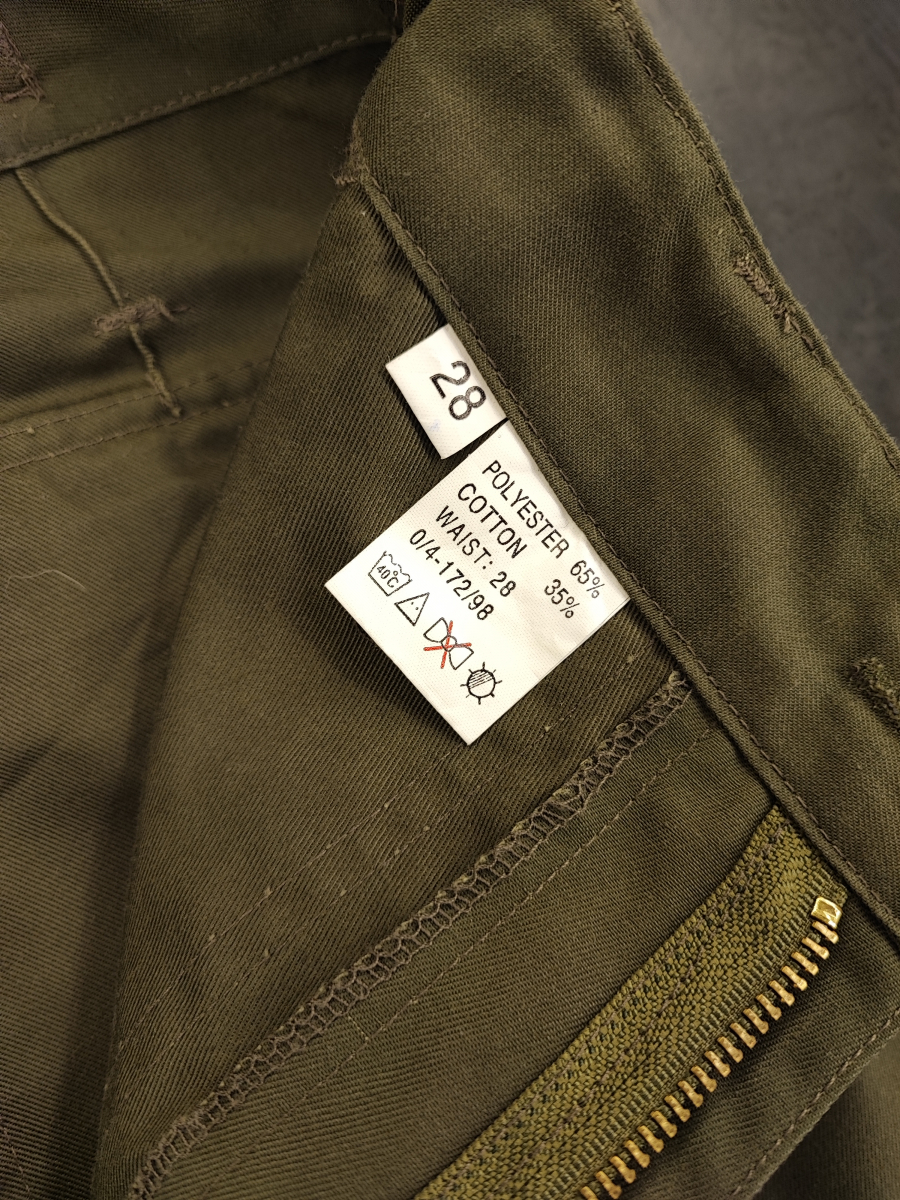 28
POLYESTER 65%
COTTON 35%
WAIST: 28
0/4-172/98
40°C